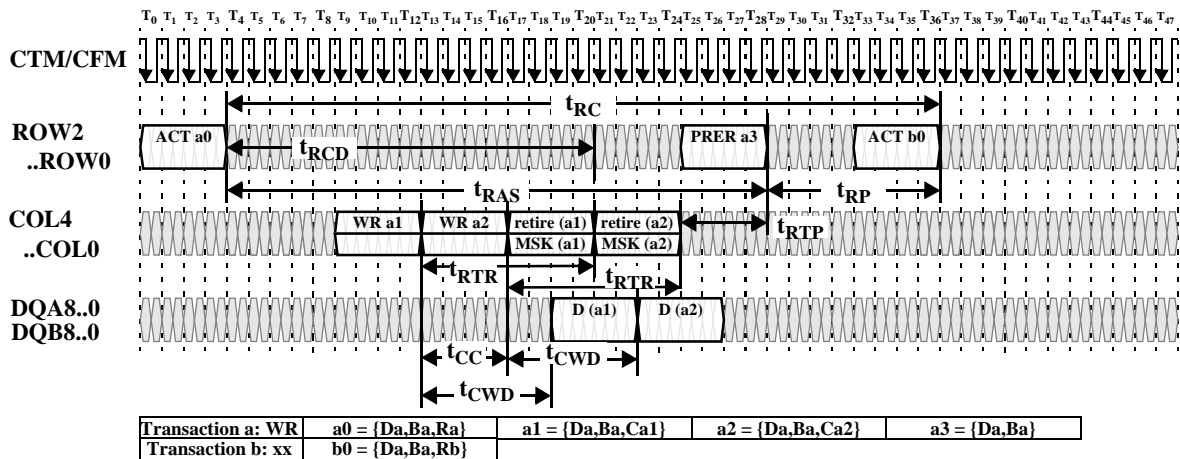 T0 T1 T2 T3 T4 T5 T6 T7 T8 T9 T10 T11 T12 T13 T14 T15 T16 T17 T18 T19 T20 T21 T22 T23 T24 T25 T26 T27 T28 T29 T30 T31 T32 T33 T34 T35 T36 T37 T38 T39 T40 T41 T42 T43 T44 T45 T46 T47
CTM/CFM
tRC
ROW2
..ROW0
ACT a0
PRER a3
ACT b0
tRCD
tRAS
tRP
COL4
..COL0
WR a1
WR a2
retire (a1)
retire (a2)
MSK (a1)
MSK (a2)
tRTP
tRTR
tRTR
DQA8..0
DQB8..0
D (a1)
D (a2)
tCC
tCWD
tCWD
Transaction a: WR a0 = {Da,Ba,Ra} a1 = {Da,Ba,Ca1} a2 = {Da,Ba,Ca2} a3 = {Da,Ba}
Transaction b: xx b0 = {Da,Ba,Rb}